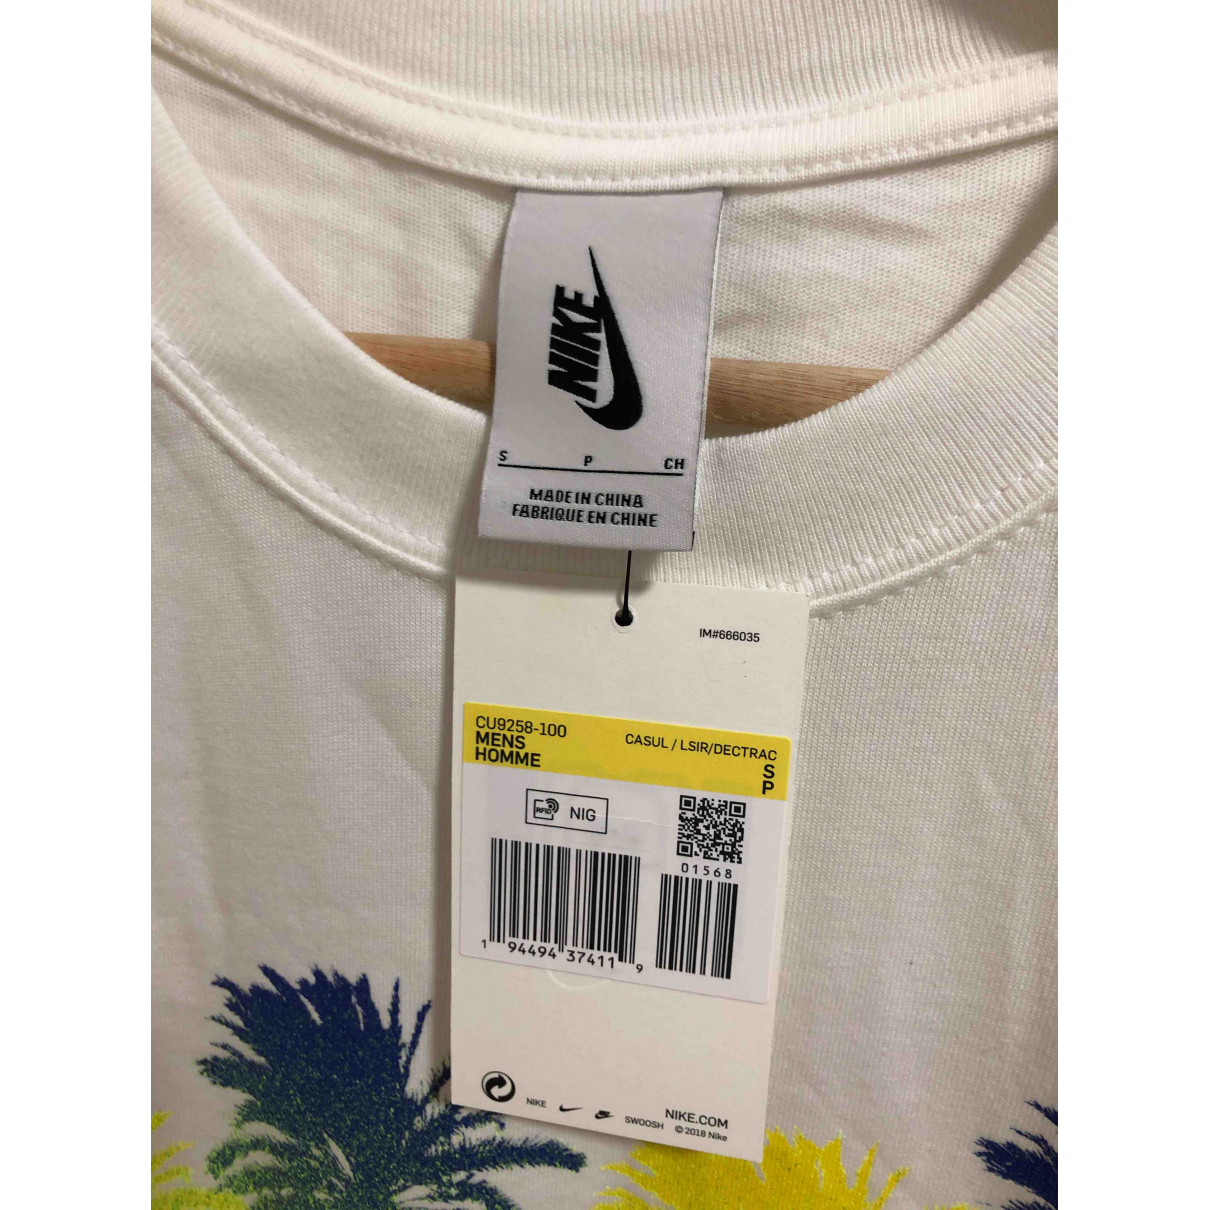 NIKE
S P CH
MADE IN CHINA
FABRIQUE EN CHINE
IM#666035
CU9258-100
MENS
HOMME
CASUL / LSIR/DECTRAC
S
P
RFID NIG
01568
1 94494 37411 9
NIKE SWOOSH
NIKE.COM
© 2018 Nike